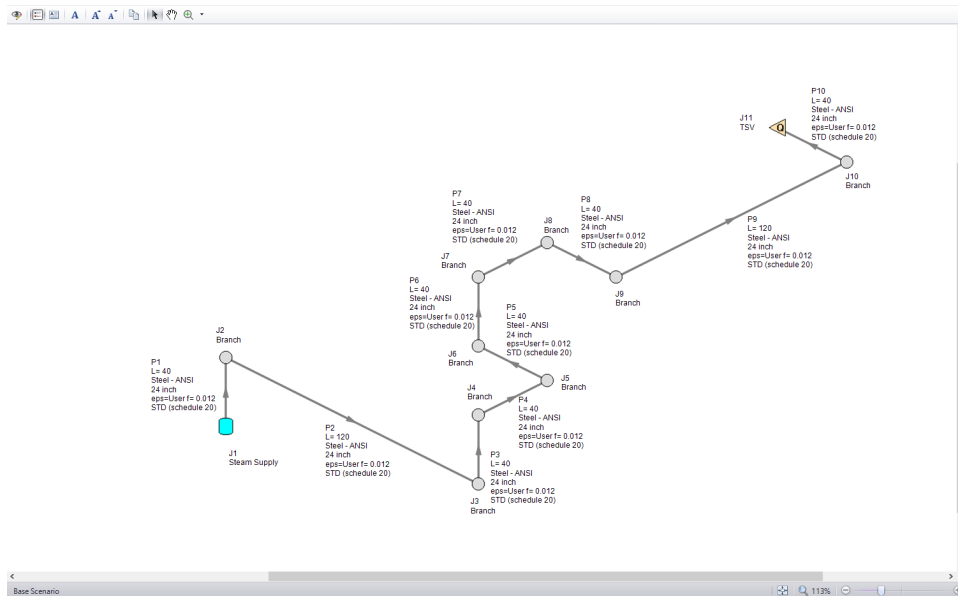 A A A
P10
L= 40
Steel - ANSI
24 inch
eps=User f= 0.012
STD (schedule 20)
J11
TSV
Q
J10
Branch
P7
L= 40
Steel - ANSI
24 inch
eps=User f= 0.012
STD (schedule 20)
P8
L= 40
Steel - ANSI
24 inch
eps=User f= 0.012
STD (schedule 20)
J8
Branch
P9
L= 120
Steel - ANSI
24 inch
eps=User f= 0.012
STD (schedule 20)
J7
Branch
J9
Branch
P6
L= 40
Steel - ANSI
24 inch
eps=User f= 0.012
STD (schedule 20)
P5
L= 40
Steel - ANSI
24 inch
eps=User f= 0.012
STD (schedule 20)
J2
Branch
J6
Branch
P1
L= 40
Steel - ANSI
24 inch
eps=User f= 0.012
STD (schedule 20)
J5
Branch
J4
Branch
P4
L= 40
Steel - ANSI
24 inch
eps=User f= 0.012
STD (schedule 20)
P2
L= 120
Steel - ANSI
24 inch
eps=User f= 0.012
STD (schedule 20)
J1
Steam Supply
P3
L= 40
Steel - ANSI
24 inch
eps=User f= 0.012
STD (schedule 20)
J3
Branch
Base Scenario
113%